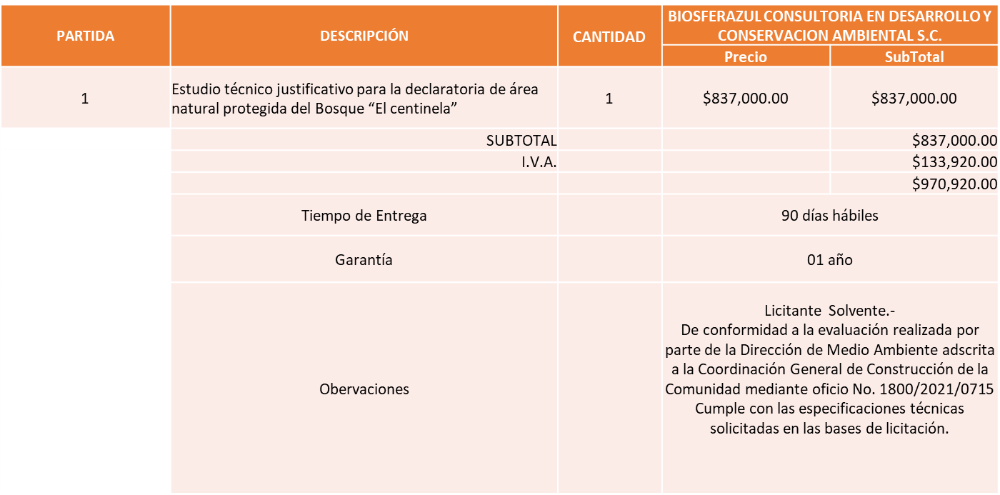 PARTIDA
DESCRIPCIÓN
CANTIDAD
BIOSFERAZUL CONSULTORIA EN DESARROLLO Y
CONSERVACION AMBIENTAL S.C.
Precio
SubTotal
1
Estudio técnico justificativo para la declaratoria de área
natural protegida del Bosque “El centinela”
1
$837,000.00
$837,000.00
SUBTOTAL
$837,000.00
I.V.A.
$133,920.00
$970,920.00
Tiempo de Entrega
90 días hábiles
Garantía
01 año
Obervaciones
Licitante Solvente.-
De conformidad a la evaluación realizada por
parte de la Dirección de Medio Ambiente adscrita
a la Coordinación General de Construcción de la
Comunidad mediante oficio No. 1800/2021/0715
Cumple con las especificaciones técnicas
solicitadas en las bases de licitación.